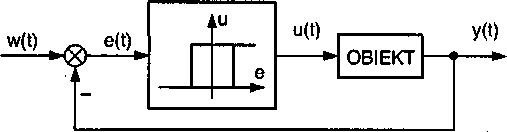 w(t) e(t) u e u(t) OBIEKT y(t)
−